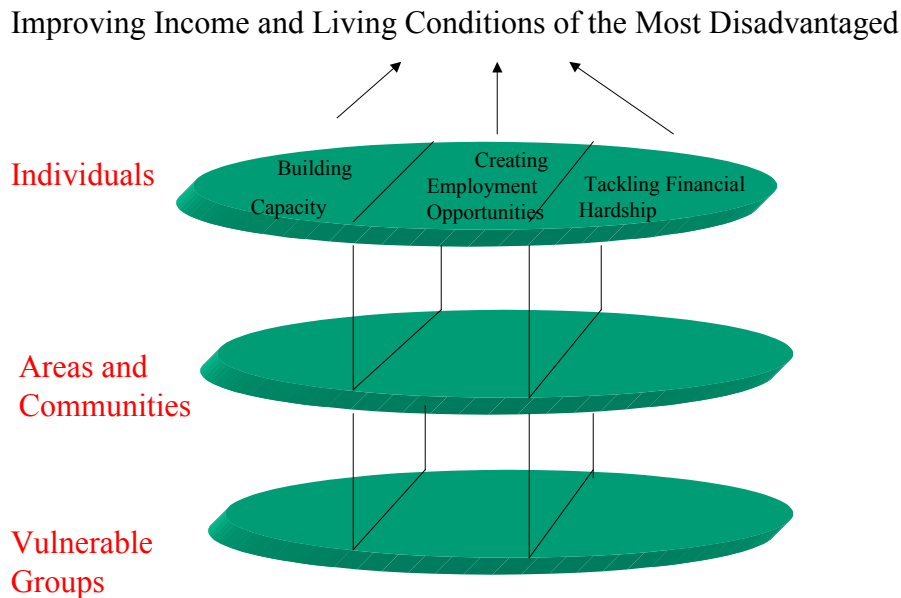 Improving Income and Living Conditions of the Most Disadvantaged
Individuals
Building
Capacity
Creating
Employment
Opportunities
Tackling Financial
Hardship
Areas and
Communities
Vulnerable
Groups